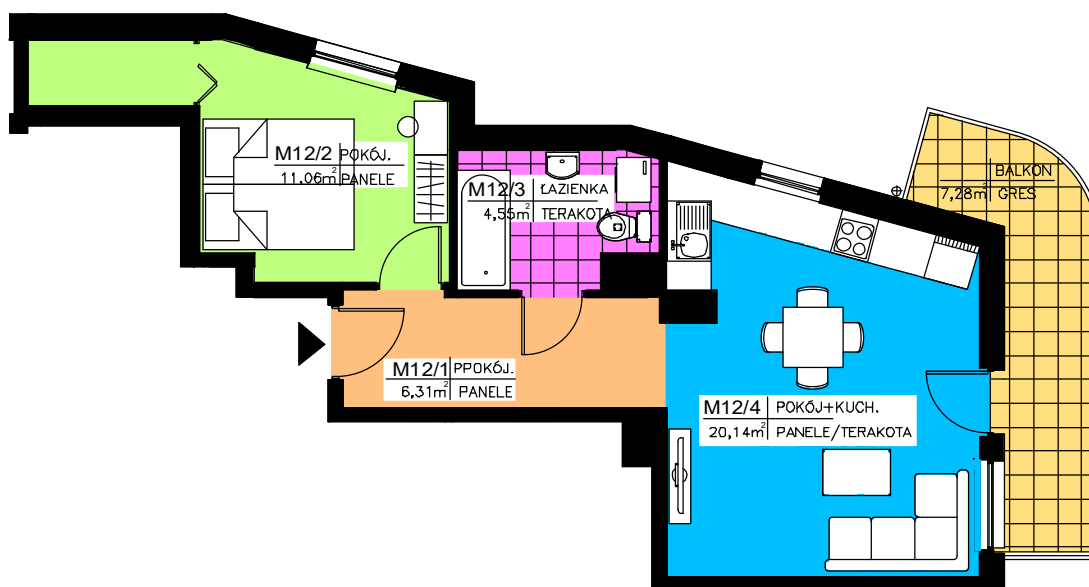 M12/2 POKÓJ.
11.06m² PANELE
M12/3 ŁAZIENKA
4,55m² TERAKOTA
BALKON
7,28m² GRES
M12/1 PPOKÓJ.
6,31m² PANELE
M12/4 POKÓJ+KUCH.
20,14m² PANELE/TERAKOTA